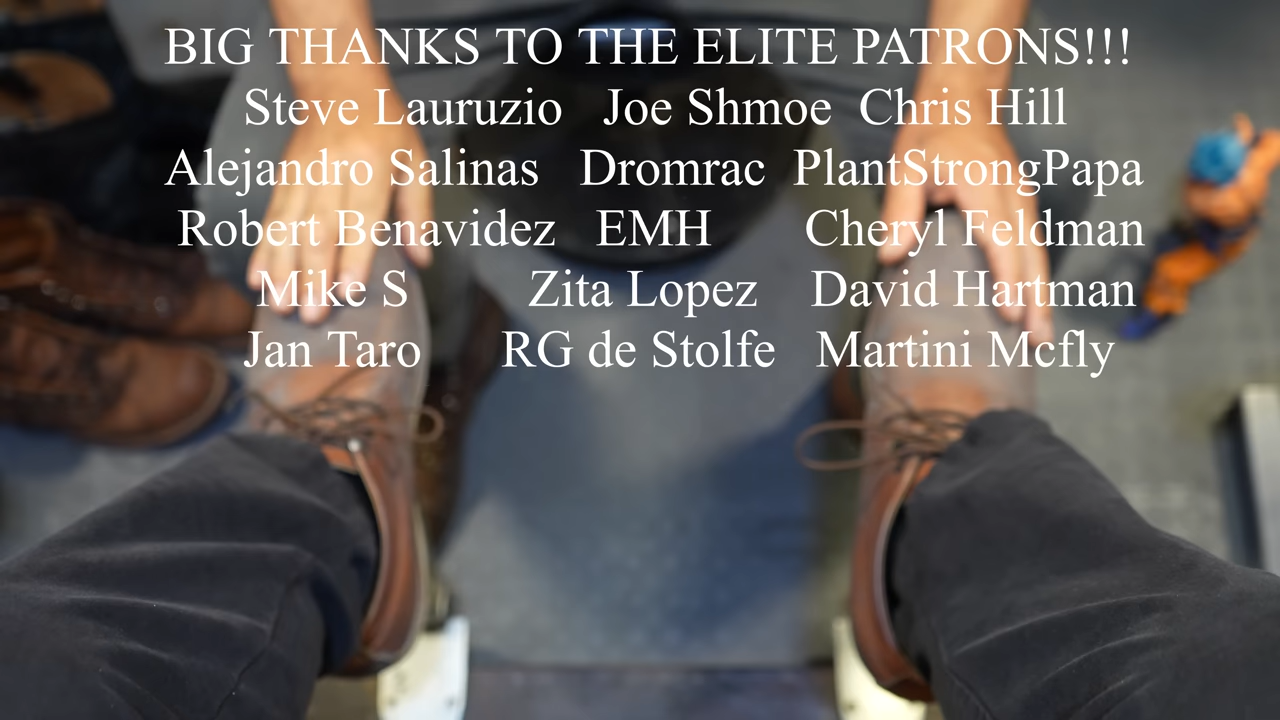 BIG THANKS TO THE ELITE PATRONS!!!
Steve Lauruzio Joe Shmoe Chris Hill
Alejandro Salinas Dromrac PlantStrongPapa
Robert Benavidez EMH Cheryl Feldman
Mike S Zita Lopez David Hartman
Jan Taro RG de Stolfe Martini Mcfly